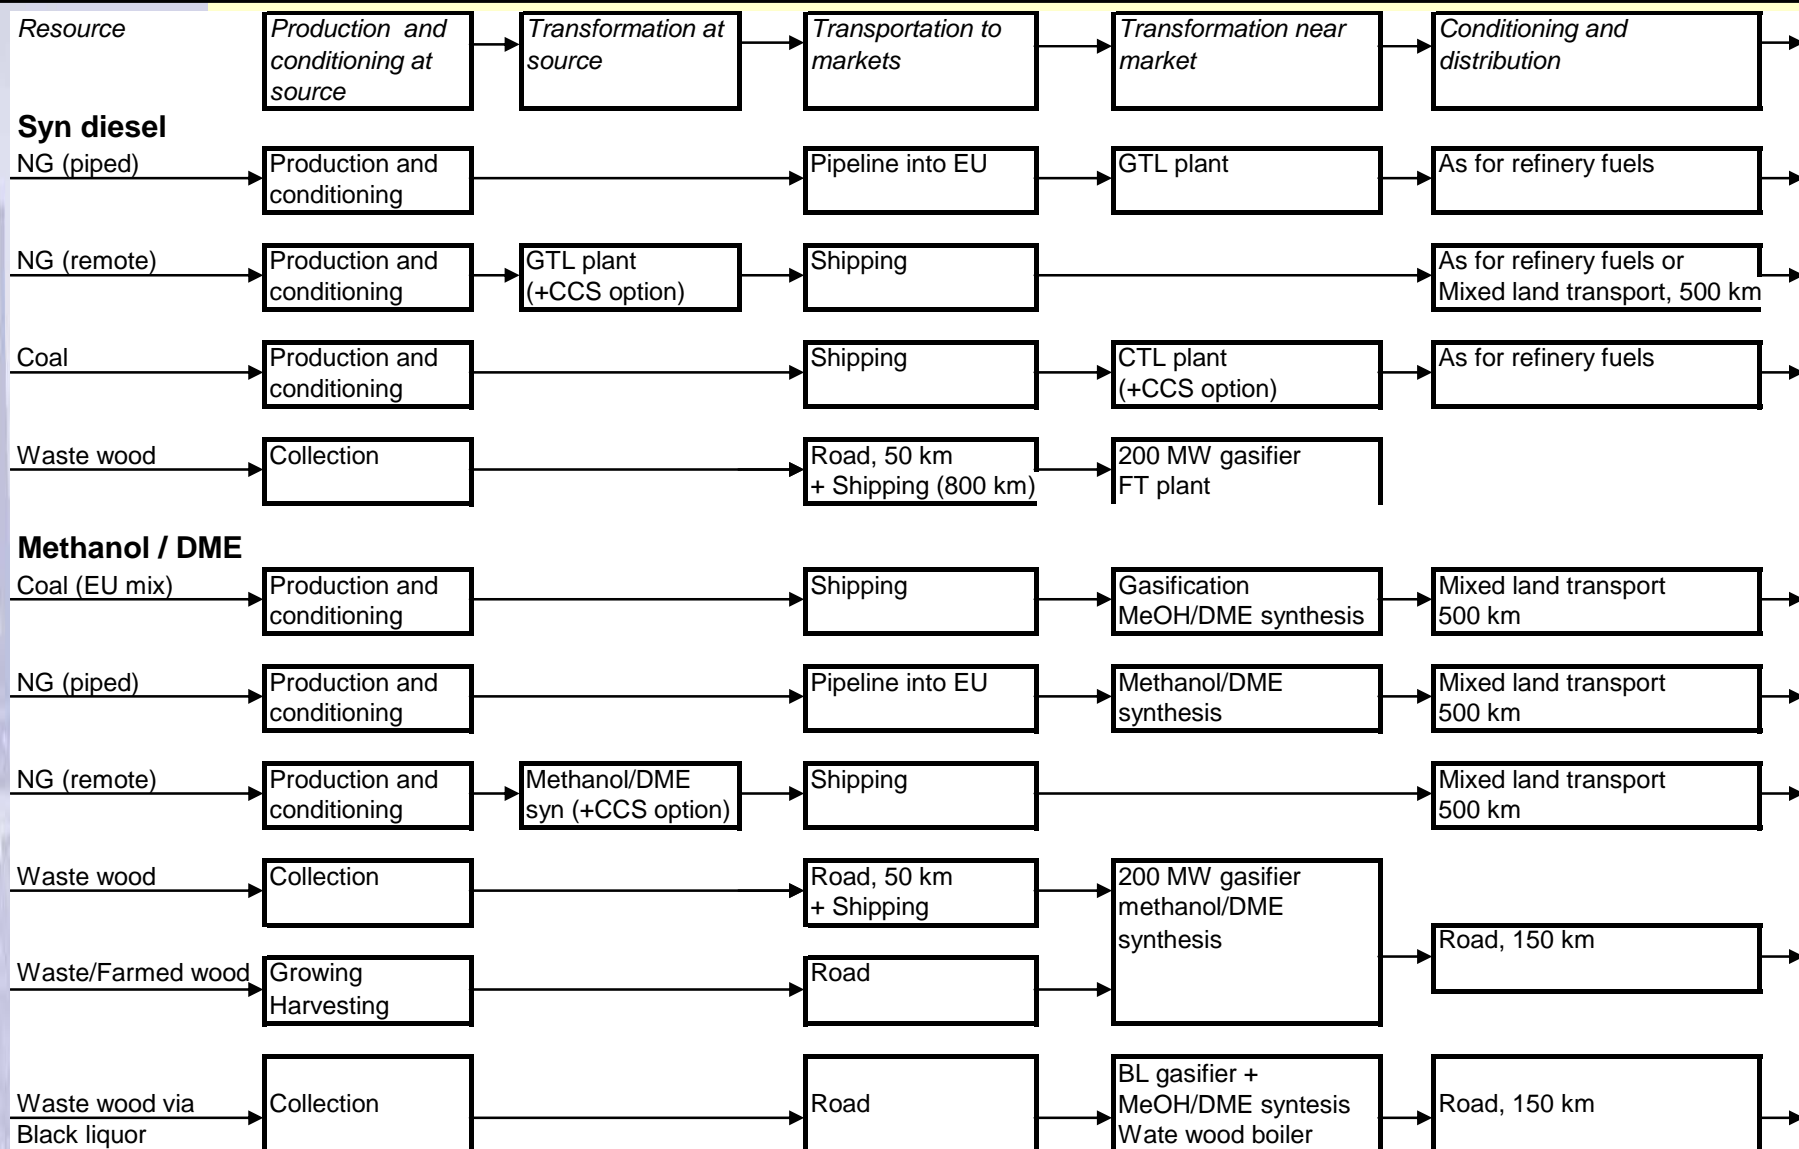 Resource
Production and
conditioning at
source
Transformation at
source
Transportation to
markets
Transformation near
market
Conditioning and
distribution
Syn diesel
NG (piped)
Production and
conditioning
Pipeline into EU
GTL plant
As for refinery fuels
NG (remote)
Production and
conditioning
GTL plant
(+CCS option)
Shipping
As for refinery fuels or
Mixed land transport, 500 km
Coal
Production and
conditioning
Shipping
CTL plant
(+CCS option)
As for refinery fuels
Waste wood
Collection
Road, 50 km
+ Shipping (800 km)
200 MW gasifier
FT plant
Methanol / DME
Coal (EU mix)
Production and
conditioning
Shipping
Gasification
MeOH/DME synthesis
Mixed land transport
500 km
NG (piped)
Production and
conditioning
Pipeline into EU
Methanol/DME
synthesis
Mixed land transport
500 km
NG (remote)
Production and
conditioning
Methanol/DME
syn (+CCS option)
Shipping
Mixed land transport
500 km
Waste wood
Collection
Road, 50 km
+ Shipping
200 MW gasifier
methanol/DME
synthesis
Road, 150 km
Waste/Farmed wood
Growing
Harvesting
Road
Waste wood via
Black liquor
Collection
Road
BL gasifier +
MeOH/DME syntesis
Wate wood boiler
Road, 150 km